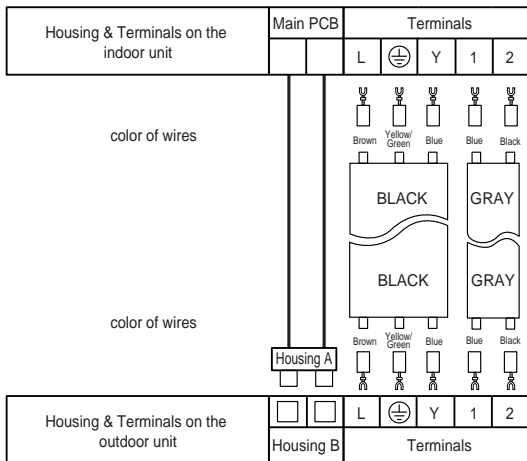 Housing & Terminals on the
indoor unit
Main PCB
Terminals
L
Y
1
2
color of wires
Brown
Yellow/
Green
Blue
Blue
Black
BLACK
GRAY
BLACK
GRAY
color of wires
Brown
Yellow/
Green
Blue
Blue
Black
Housing A
Housing & Terminals on the
outdoor unit
L
Y
1
2
Housing B
Terminals